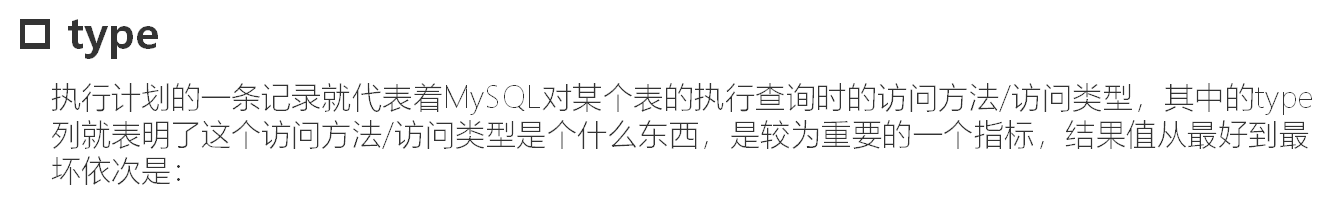 type
执行计划的一条记录就代表着MySQL对某个表的执行查询时的访问方法/访问类型，其中的type
列就表明了这个访问方法/访问类型是个什么东西，是较为重要的一个指标，结果值从最好到最
坏依次是：